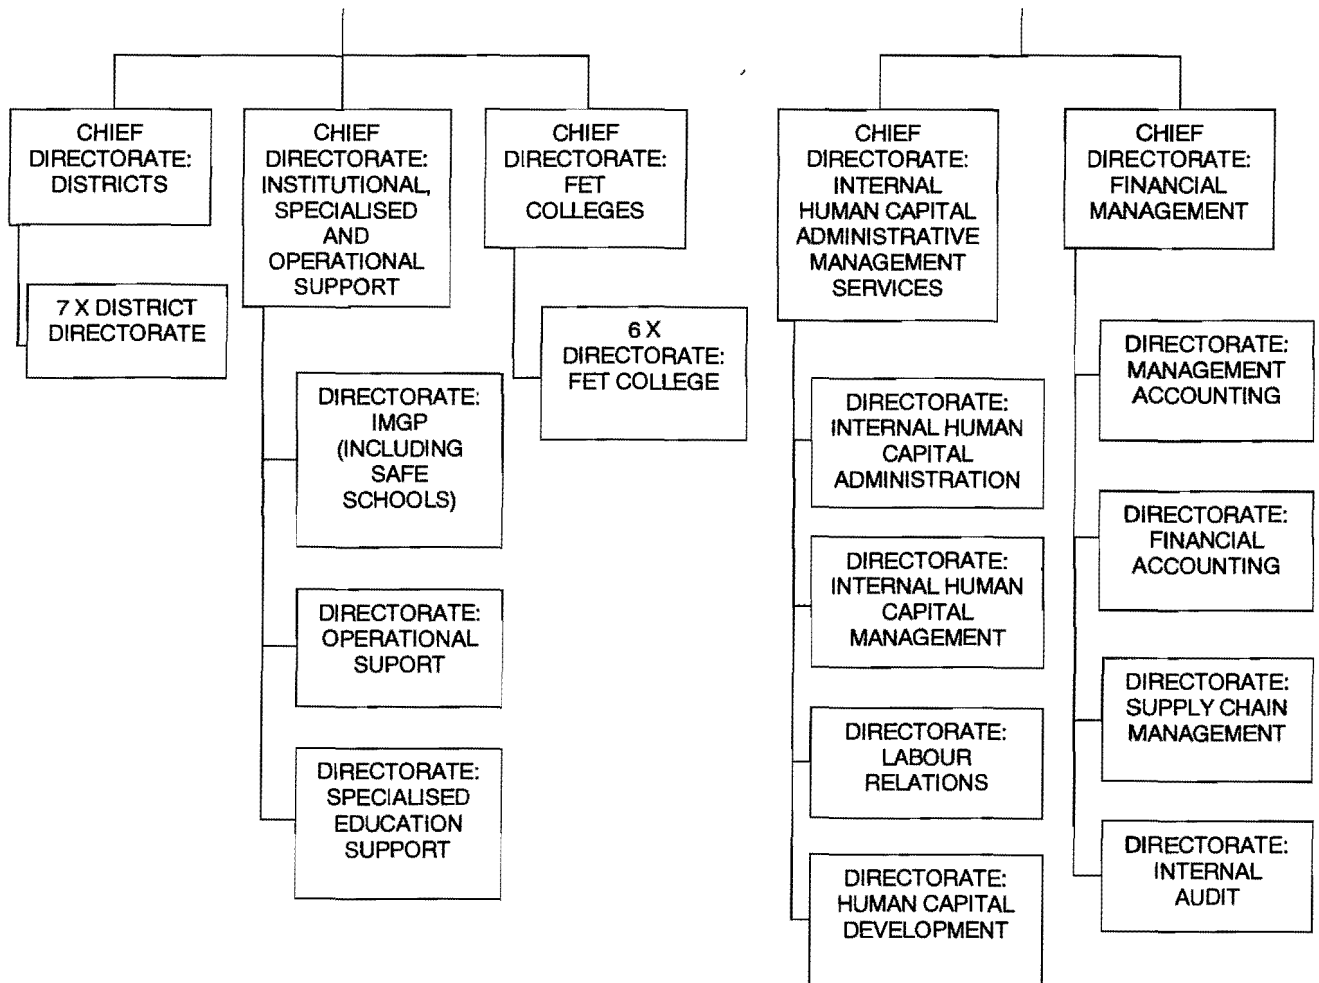 CHIEF
DIRECTORATE:
DISTRICTS
7 X DISTRICT
DIRECTORATE
CHIEF
DIRECTORATE:
INSTITUTIONAL,
SPECIALISED
AND
OPERATIONAL
SUPPORT
DIRECTORATE:
IMGP
(INCLUDING
SAFE
SCHOOLS)
DIRECTORATE:
OPERATIONAL
SUPORT
DIRECTORATE:
SPECIALISED
EDUCATION
SUPPORT
CHIEF
DIRECTORATE:
FET
COLLEGES
6 X
DIRECTORATE:
FET COLLEGE
CHIEF
DIRECTORATE:
INTERNAL
HUMAN CAPITAL
ADMINISTRATIVE
MANAGEMENT
SERVICES
DIRECTORATE:
INTERNAL HUMAN
CAPITAL
ADMINISTRATION
DIRECTORATE:
INTERNAL HUMAN
CAPITAL
MANAGEMENT
DIRECTORATE:
LABOUR
RELATIONS
DIRECTORATE:
HUMAN CAPITAL
DEVELOPMENT
CHIEF
DIRECTORATE:
FINANCIAL
MANAGEMENT
DIRECTORATE:
MANAGEMENT
ACCOUNTING
DIRECTORATE:
FINANCIAL
ACCOUNTING
DIRECTORATE:
SUPPLY CHAIN
MANAGEMENT
DIRECTORATE:
INTERNAL
AUDIT